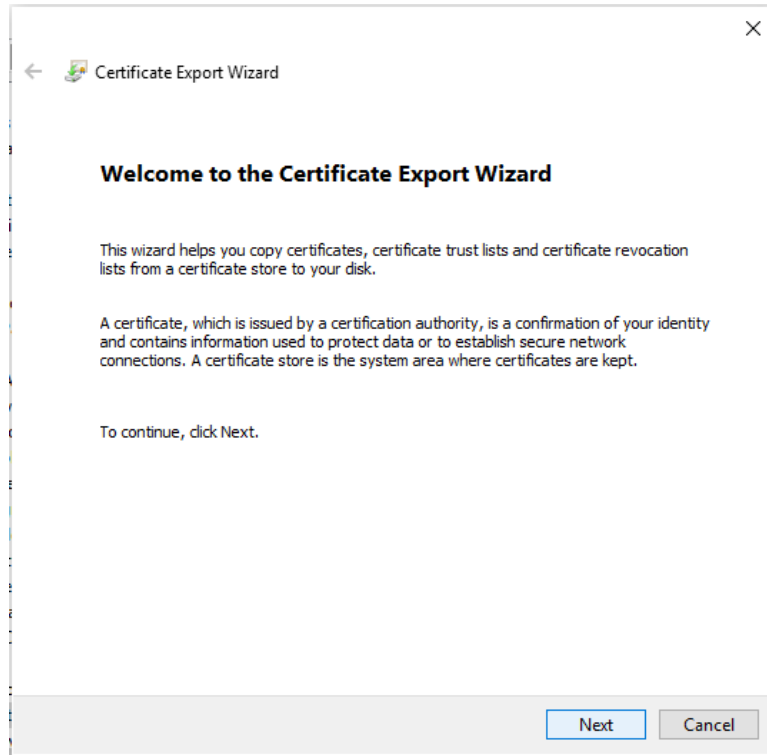 Certificate Export Wizard
Welcome to the Certificate Export Wizard
This wizard helps you copy certificates, certificate trust lists and certificate revocation
lists from a certificate store to your disk.
A certificate, which is issued by a certification authority, is a confirmation of your identity
and contains information used to protect data or to establish secure network
connections. A certificate store is the system area where certificates are kept.
To continue, click Next.
Next
Cancel